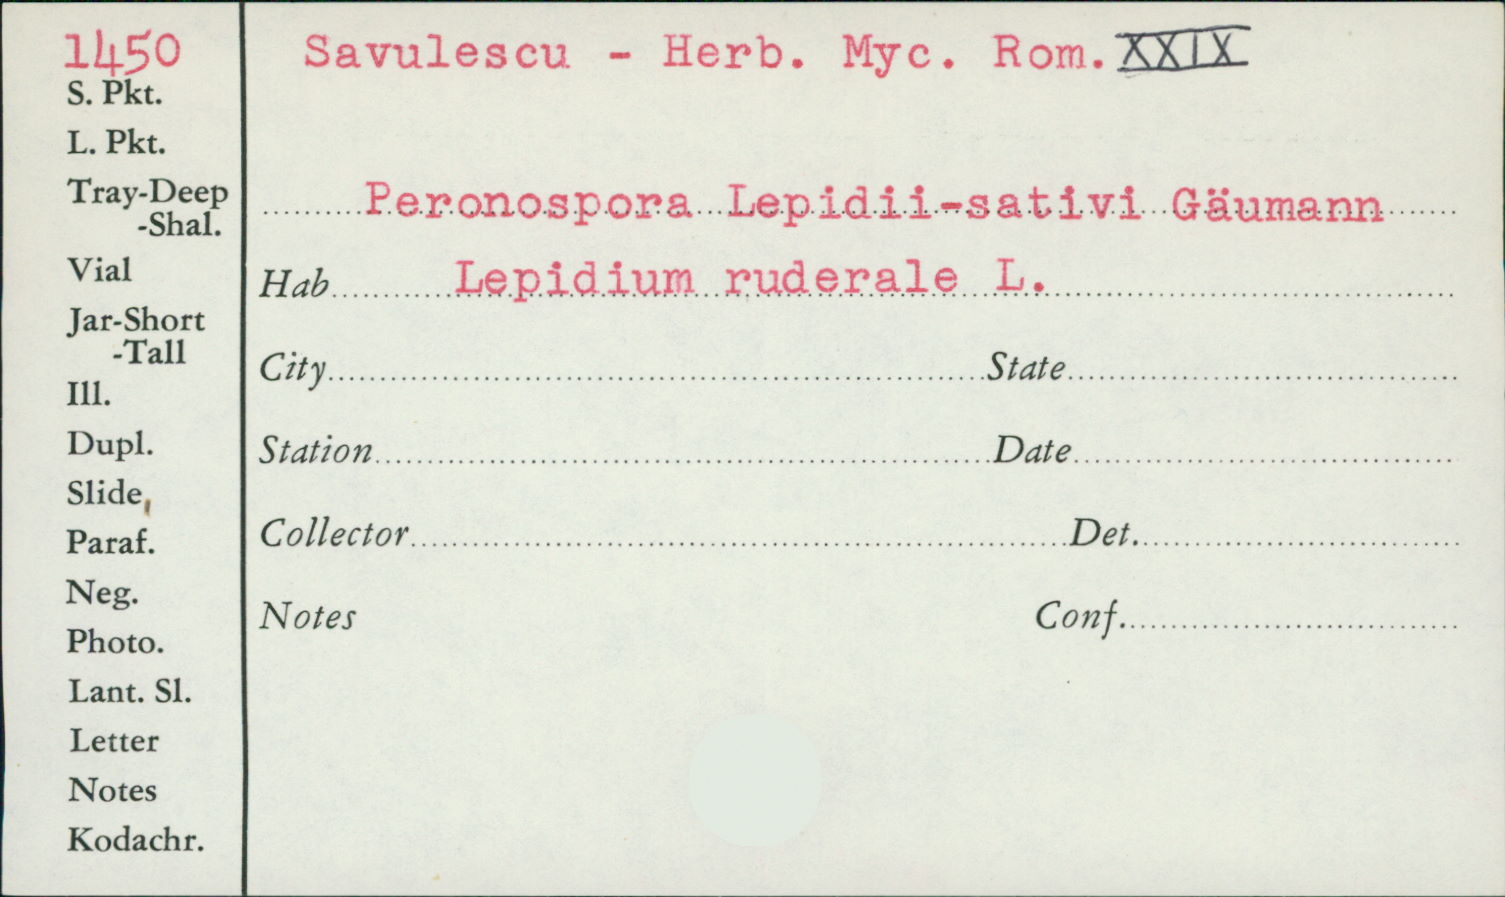 1450
S. Pkt.
L. Pkt.
Tray-Deep
-Shal.
Vial
Jar-Short
-Tall
Ill.
Dupl.
Slide
Paraf.
Neg.
Photo.
Lant. Sl.
Letter
Notes
Kodachr.
Savulescu - Herb. Myc. Rom. XXIX
Peronospora Lepidii-sativi Gäumann
Hab Lepidium ruderale L.
City State
Station Date
Collector Det.
Notes Conf.